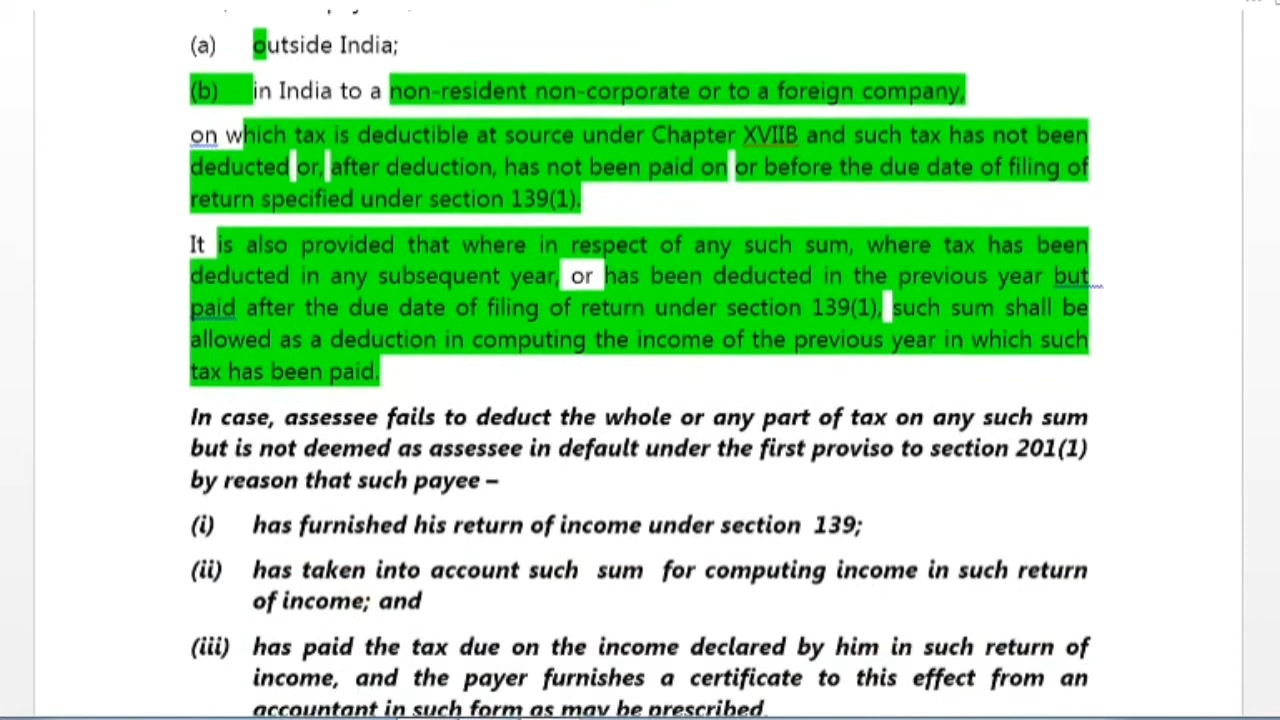 (a) outside India;
(b) in India to a non-resident non-corporate or to a foreign company,
on which tax is deductible at source under Chapter XVIIB and such tax has not been
deducted or, after deduction, has not been paid on or before the due date of filing of
return specified under section 139(1).
It is also provided that where in respect of any such sum, where tax has been
deducted in any subsequent year, or has been deducted in the previous year but
paid after the due date of filing of return under section 139(1), such sum shall be
allowed as a deduction in computing the income of the previous year in which such
tax has been paid.
In case, assessee fails to deduct the whole or any part of tax on any such sum
but is not deemed as assessee in default under the first proviso to section 201(1)
by reason that such payee –
(i) has furnished his return of income under section 139;
(ii) has taken into account such sum for computing income in such return
of income; and
(iii) has paid the tax due on the income declared by him in such return of
income, and the payer furnishes a certificate to this effect from an
accountant in such form as may be prescribed.